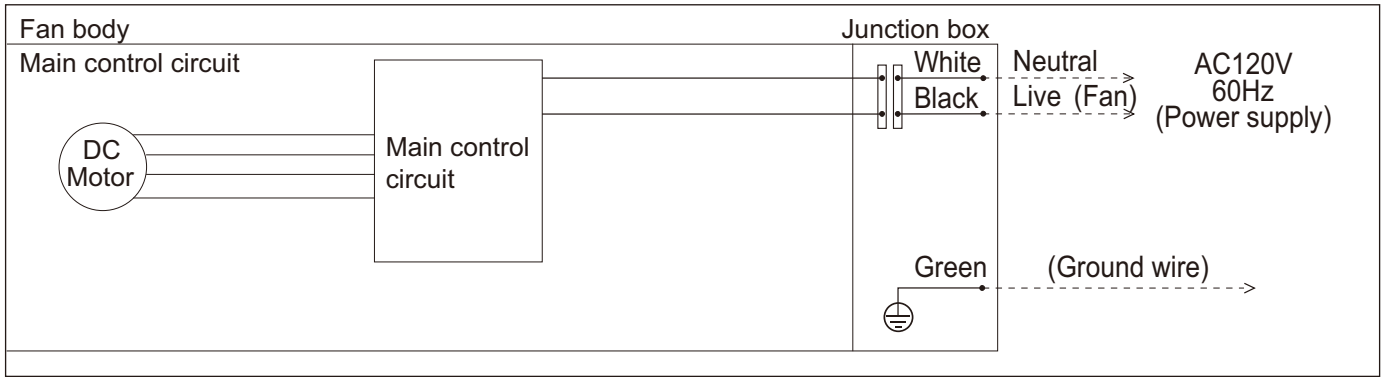 Fan body
Junction box
Main control circuit
White
Neutral
Black
Live (Fan)
AC120V
60Hz
(Power supply)
DC
Motor
Main control
circuit
Green
(Ground wire)